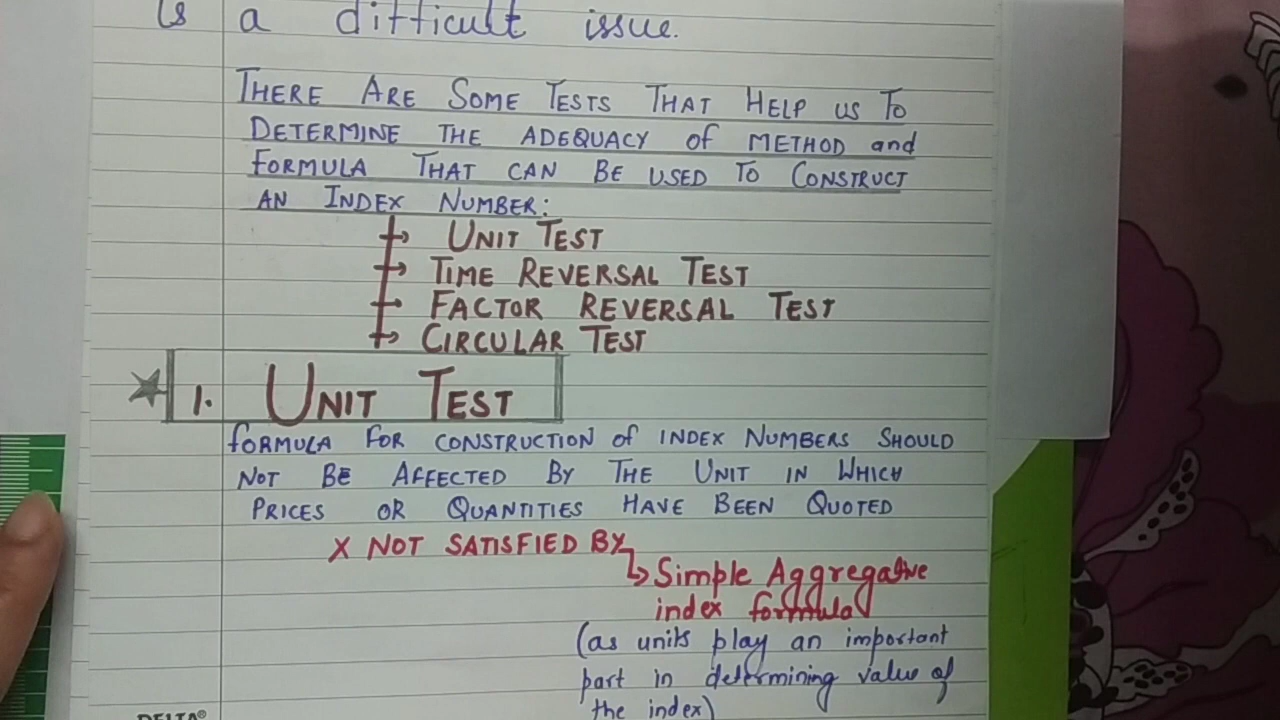 is a difficult issue.
THERE ARE SOME TESTS THAT HELP US TO
DETERMINE THE ADEQUACY of METHOD and
FORMULA THAT CAN BE USED TO CONSTRUCT
AN INDEX NUMBER:
→ UNIT TEST
→ TIME REVERSAL TEST
→ FACTOR REVERSAL TEST
→ CIRCULAR TEST
1. UNIT TEST
FORMULA FOR CONSTRUCTION of INDEX NUMBERS SHOULD
NOT BE AFFECTED BY THE UNIT IN WHICH
PRICES OR QUANTITIES HAVE BEEN QUOTED
X NOT SATISFIED BY
↳ Simple Aggregative
index formula
(as units play an important
part in determining value of
the index)
DELTA®